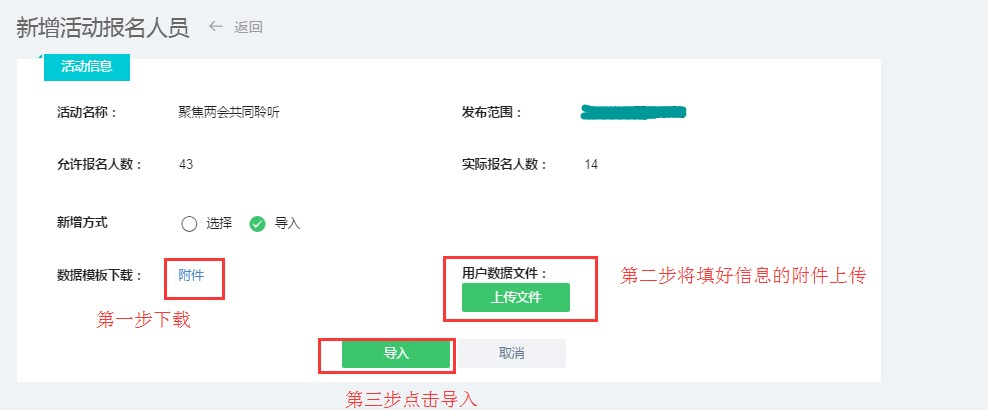 新增活动报名人员 ← 返回
活动信息
活动名称： 聚焦两会共同聆听 发布范围：
允许报名人数： 43 实际报名人数： 14
新增方式 选择 导入
数据模板下载： 附件 用户数据文件：
上传文件
第二步将填好信息的附件上传
第一步下载
导入 取消
第三步点击导入